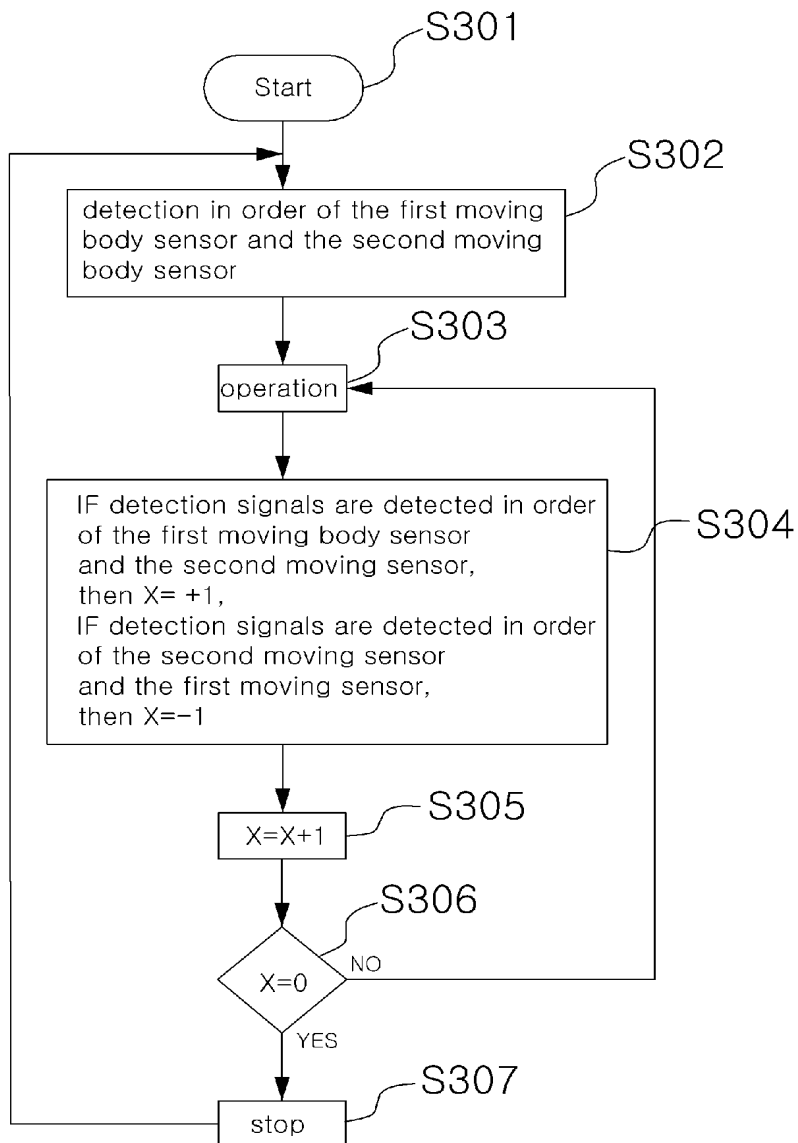 S301
Start
S302
detection in order of the first moving
body sensor and the second moving
body sensor
S303
operation
IF detection signals are detected in order
of the first moving body sensor
and the second moving sensor,
then X= +1,
IF detection signals are detected in order
of the second moving sensor
and the first moving sensor,
then X=-1
S304
S305
X=X+1
S306
X=0
NO
YES
S307
stop